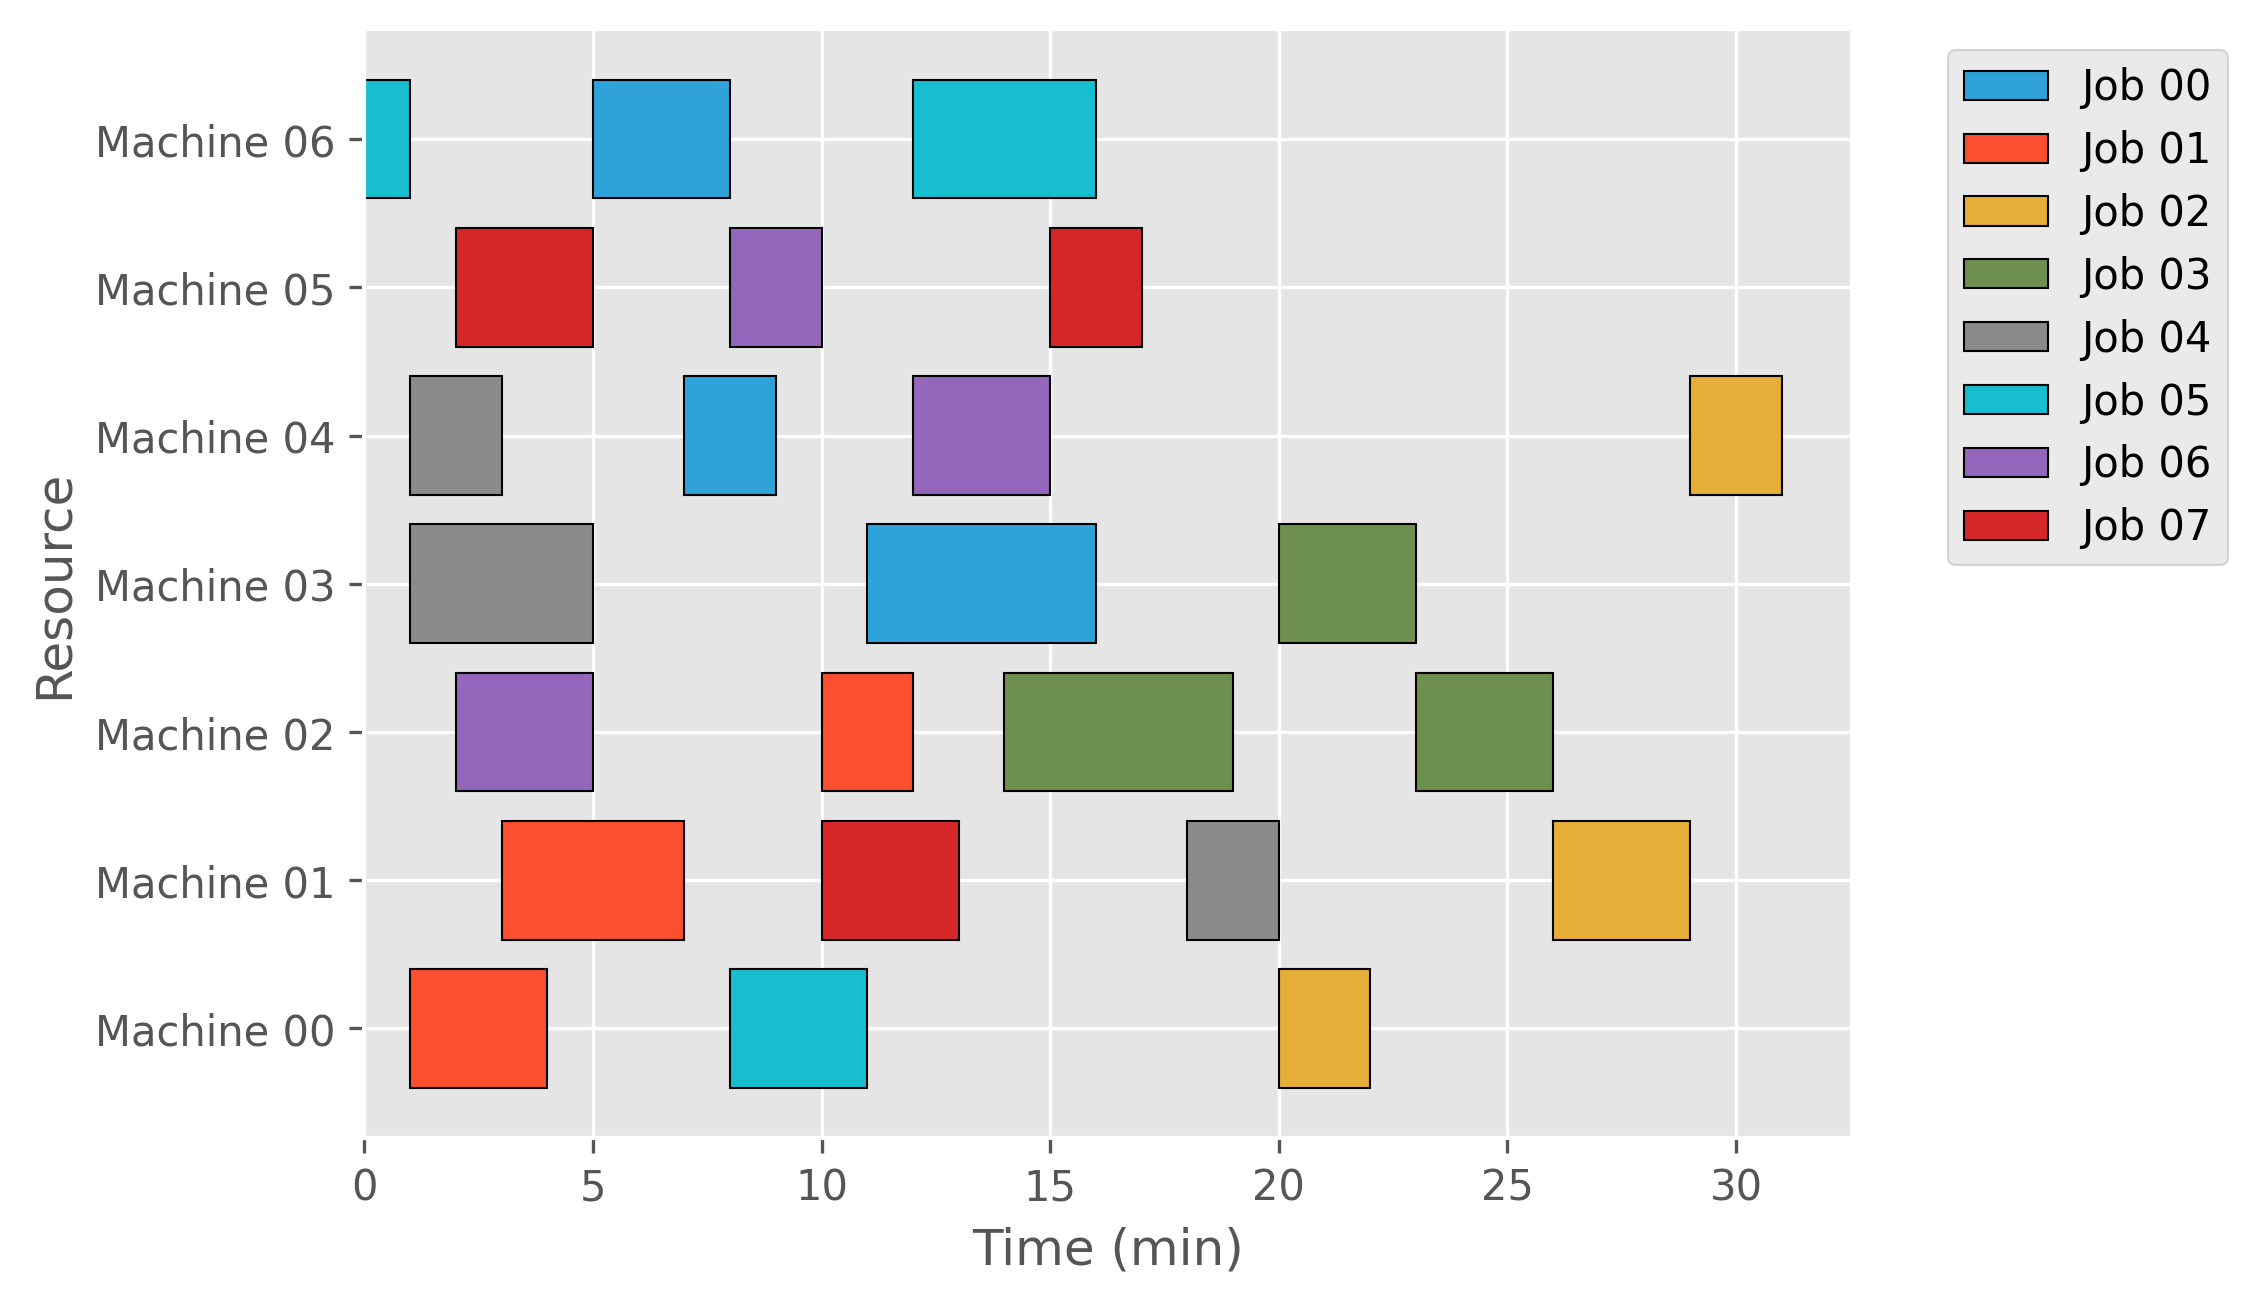 Resource
Machine 06
Machine 05
Machine 04
Machine 03
Machine 02
Machine 01
Machine 00
0 5 10 15 20 25 30
Time (min)
Job 00
Job 01
Job 02
Job 03
Job 04
Job 05
Job 06
Job 07